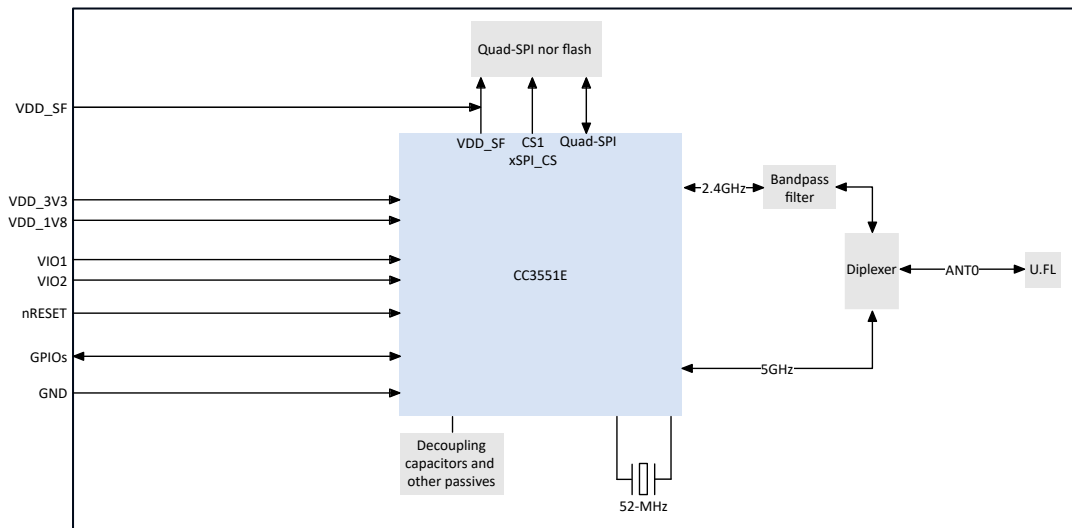 Quad-SPI nor flash
VDD_SF
VDD_SF
CS1
Quad-SPI
xSPI_CS
VDD_3V3
VDD_1V8
VIO1
VIO2
nRESET
GPIOs
GND
CC3551E
2.4GHz
Bandpass
filter
Diplexer
ANT0
U.FL
5GHz
Decoupling
capacitors and
other passives
52-MHz